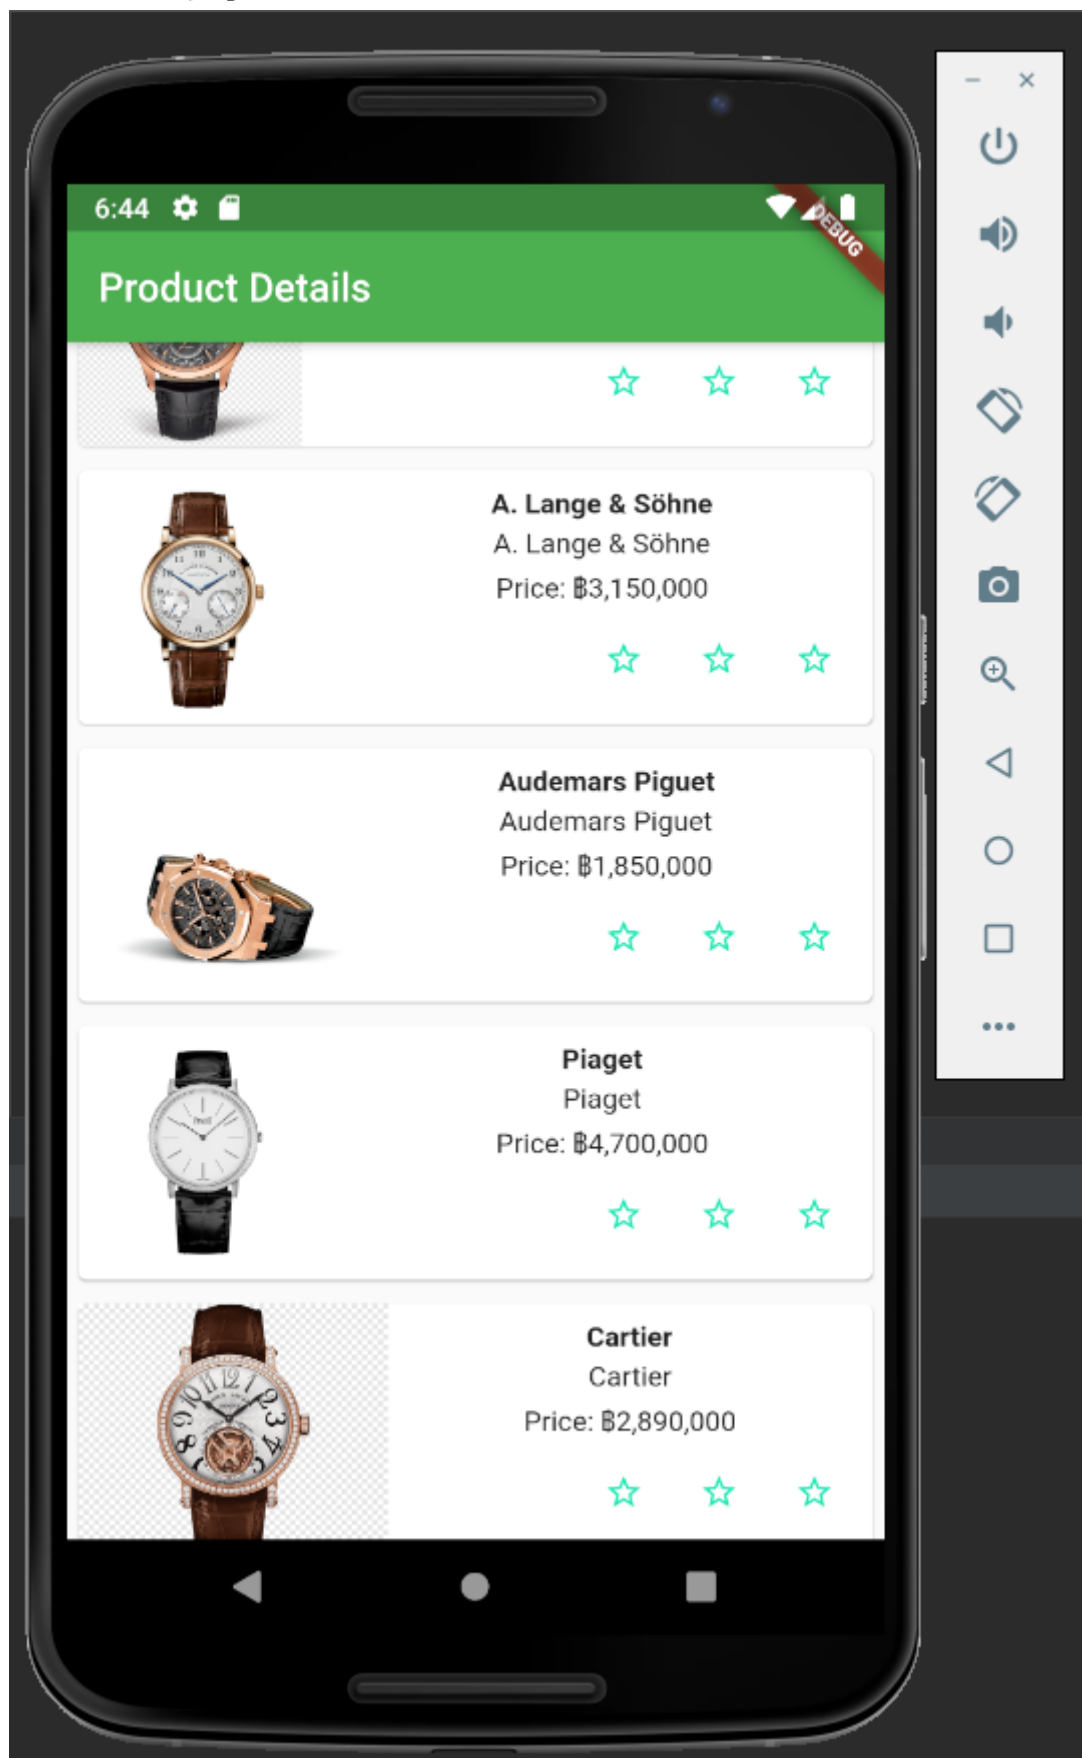 6:44
DEBUG
Product Details
A. Lange & Söhne
A. Lange & Söhne
Price: ฿3,150,000
Audemars Piguet
Audemars Piguet
Price: ฿1,850,000
Piaget
Piaget
Price: ฿4,700,000
Cartier
Cartier
Price: ฿2,890,000